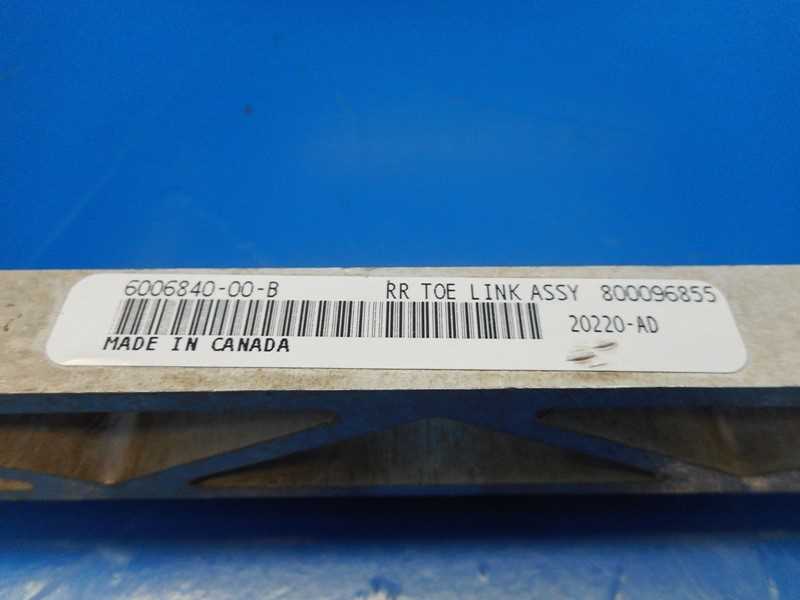 6006840-00-B RR TOE LINK ASSY 800096855
20220-AD
MADE IN CANADA